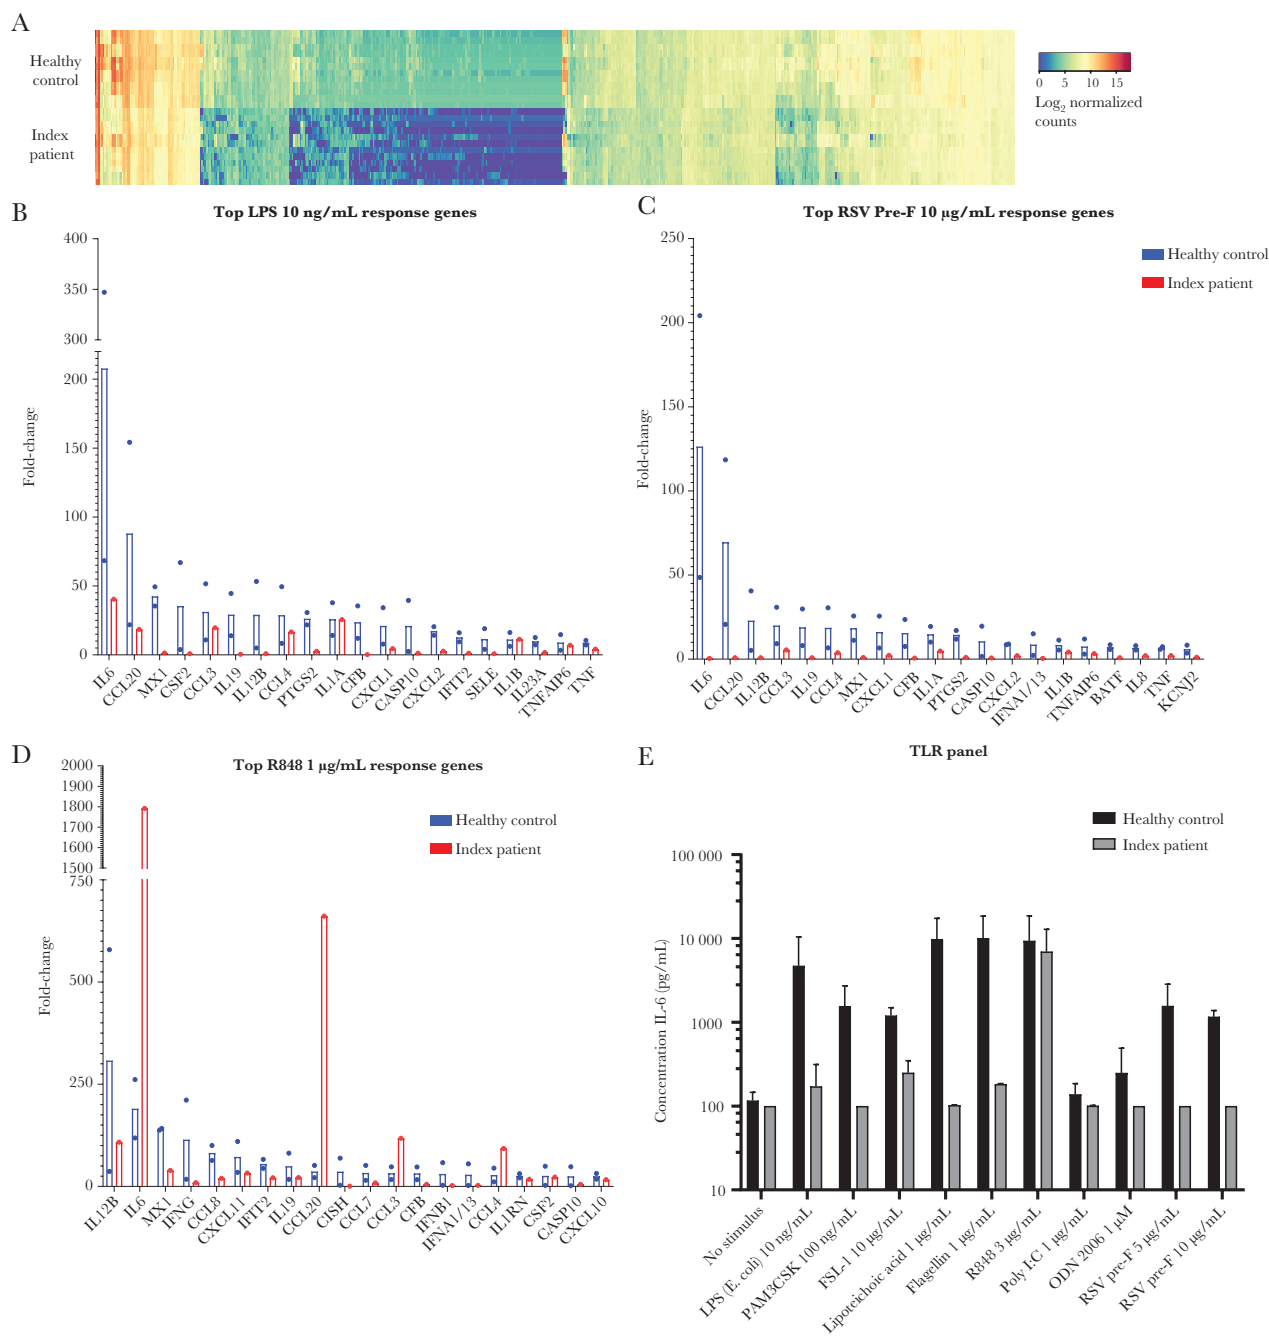 A
Healthy
control
Index
patient
0 5 10 15
Log2 normalized
counts
B
Top LPS 10 ng/mL response genes
400
350
300
200
150
100
50
0
Fold-change
IL6
CCL20
MX1
CSF2
CCL3
IL19
IL12B
CCL4
PTGS2
IL1A
CFB
CXCL1
CASP10
CXCL2
IFIT2
SELE
IL1B
IL23A
TNFAIP6
TNF
C
Top RSV Pre-F 10 μg/mL response genes
Healthy control
Index patient
250
200
150
100
50
0
Fold-change
IL6
CCL20
IL12B
CCL3
IL19
CCL4
MX1
CXCL1
CFB
IL1A
PTGS2
CASP10
CXCL2
IFNA1/13
IL1B
TNFAIP6
BATF
IL8
TNF
KCNJ2
D
Top R848 1 μg/mL response genes
Healthy control
Index patient
2000
1900
1800
1700
1600
1500
750
500
250
0
Fold-change
IL12B
IL6
MX1
IFNG
CCL8
CXCL11
IFIT2
IL19
CCL20
CISH
CCL7
CCL3
CFB
IFNB1
IFNA1/13
CCL4
IL1RN
CSF2
CASP10
CXCL10
E
TLR panel
Healthy control
Index patient
100 000
10 000
1000
100
10
Concentration IL-6 (pg/mL)
No stimulus
LPS (E. coli) 10 ng/mL
PAM3CSK 100 ng/mL
FSL-1 10 μg/mL
Lipoteichoic acid 1 μg/mL
Flagellin 1 μg/mL
R848 3 μg/mL
Poly I:C 1 μg/mL
ODN 2006 1 μM
RSV pre-F 5 μg/mL
RSV pre-F 10 μg/mL